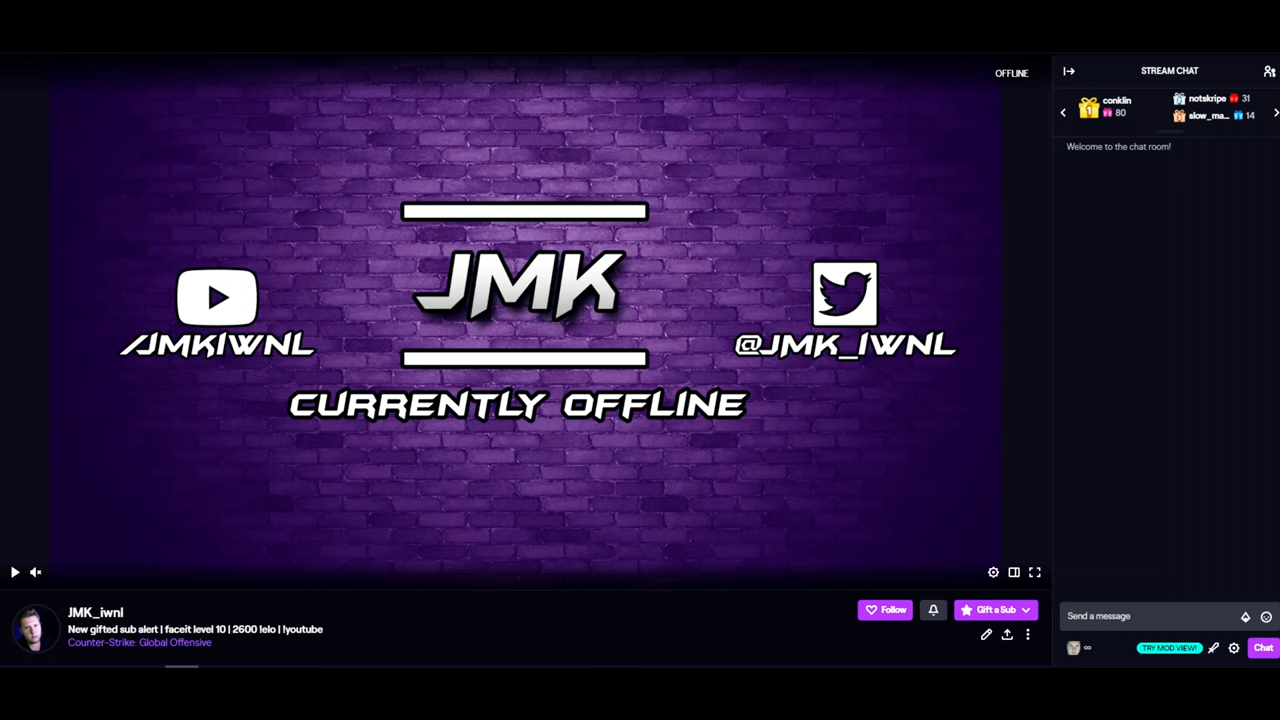 OFFLINE
JMK
/JMKIWNL
@JMK_IWNL
CURRENTLY OFFLINE
JMK_iwnl
New gifted sub alert | faceit level 10 | 2600 !elo | !youtube
Counter-Strike: Global Offensive
Follow
Gift a Sub
STREAM CHAT
1 conklin
80
notskripe 31
slow_ma... 14
Welcome to the chat room!
Send a message
TRY MOD VIEW!
Chat